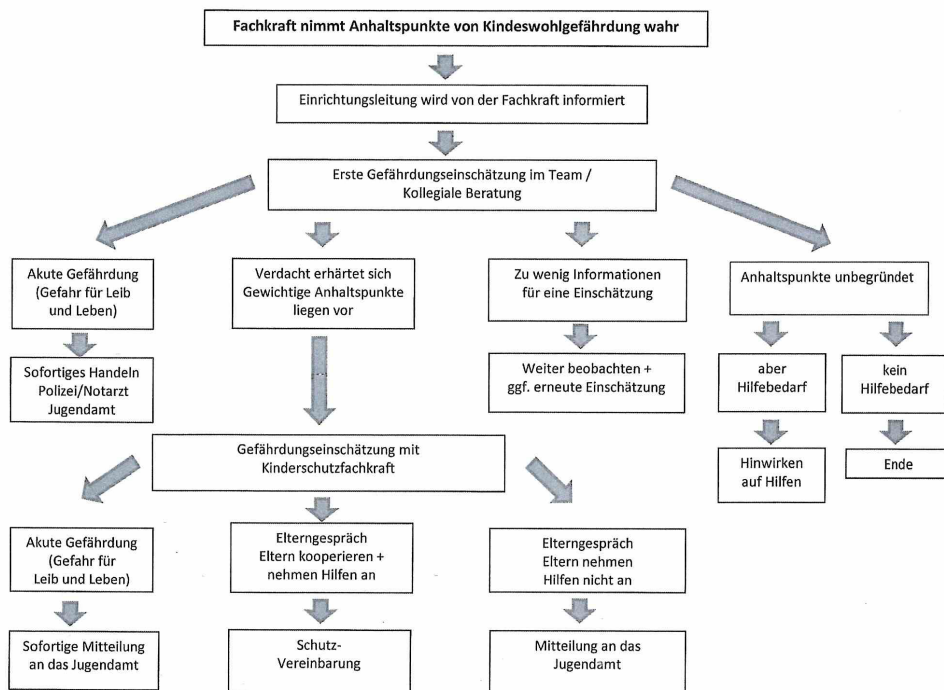 Fachkraft nimmt Anhaltspunkte von Kindeswohlgefährdung wahr
Einrichtungsleitung wird von der Fachkraft informiert
Erste Gefährdungseinschätzung im Team /
Kollegiale Beratung
Akute Gefährdung
(Gefahr für Leib
und Leben)
Verdacht erhärtet sich
Gewichtige Anhaltspunkte
liegen vor
Zu wenig Informationen
für eine Einschätzung
Anhaltspunkte unbegründet
Sofortiges Handeln
Polizei/Notarzt
Jugendamt
Weiter beobachten +
ggf. erneute Einschätzung
aber
Hilfebedarf
kein
Hilfebedarf
Gefährdungseinschätzung mit
Kinderschutzfachkraft
Hinwirken
auf Hilfen
Ende
Akute Gefährdung
(Gefahr für
Leib und Leben)
Elterngespräch
Eltern kooperieren +
nehmen Hilfen an
Elterngespräch
Eltern nehmen
Hilfen nicht an
Sofortige Mitteilung
an das Jugendamt
Schutz-
Vereinbarung
Mitteilung an das
Jugendamt